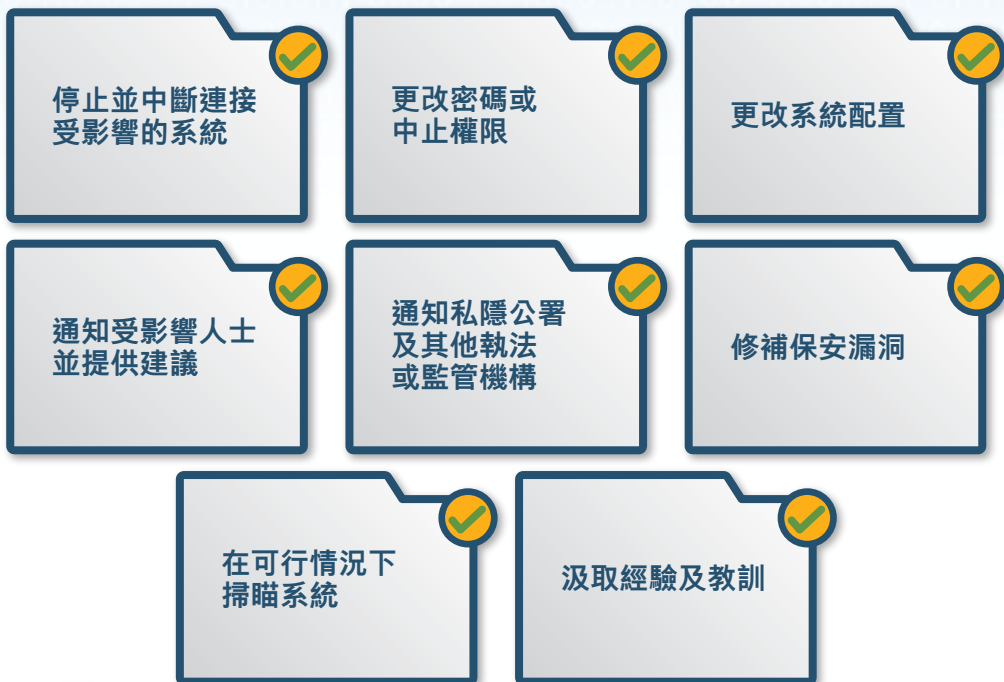 停止並中斷連接
受影響的系統
更改密碼或
中止權限
更改系統配置
通知受影響人士
並提供建議
通知私隱公署
及其他執法
或監管機構
修補保安漏洞
在可行情況下
掃瞄系統
汲取經驗及教訓